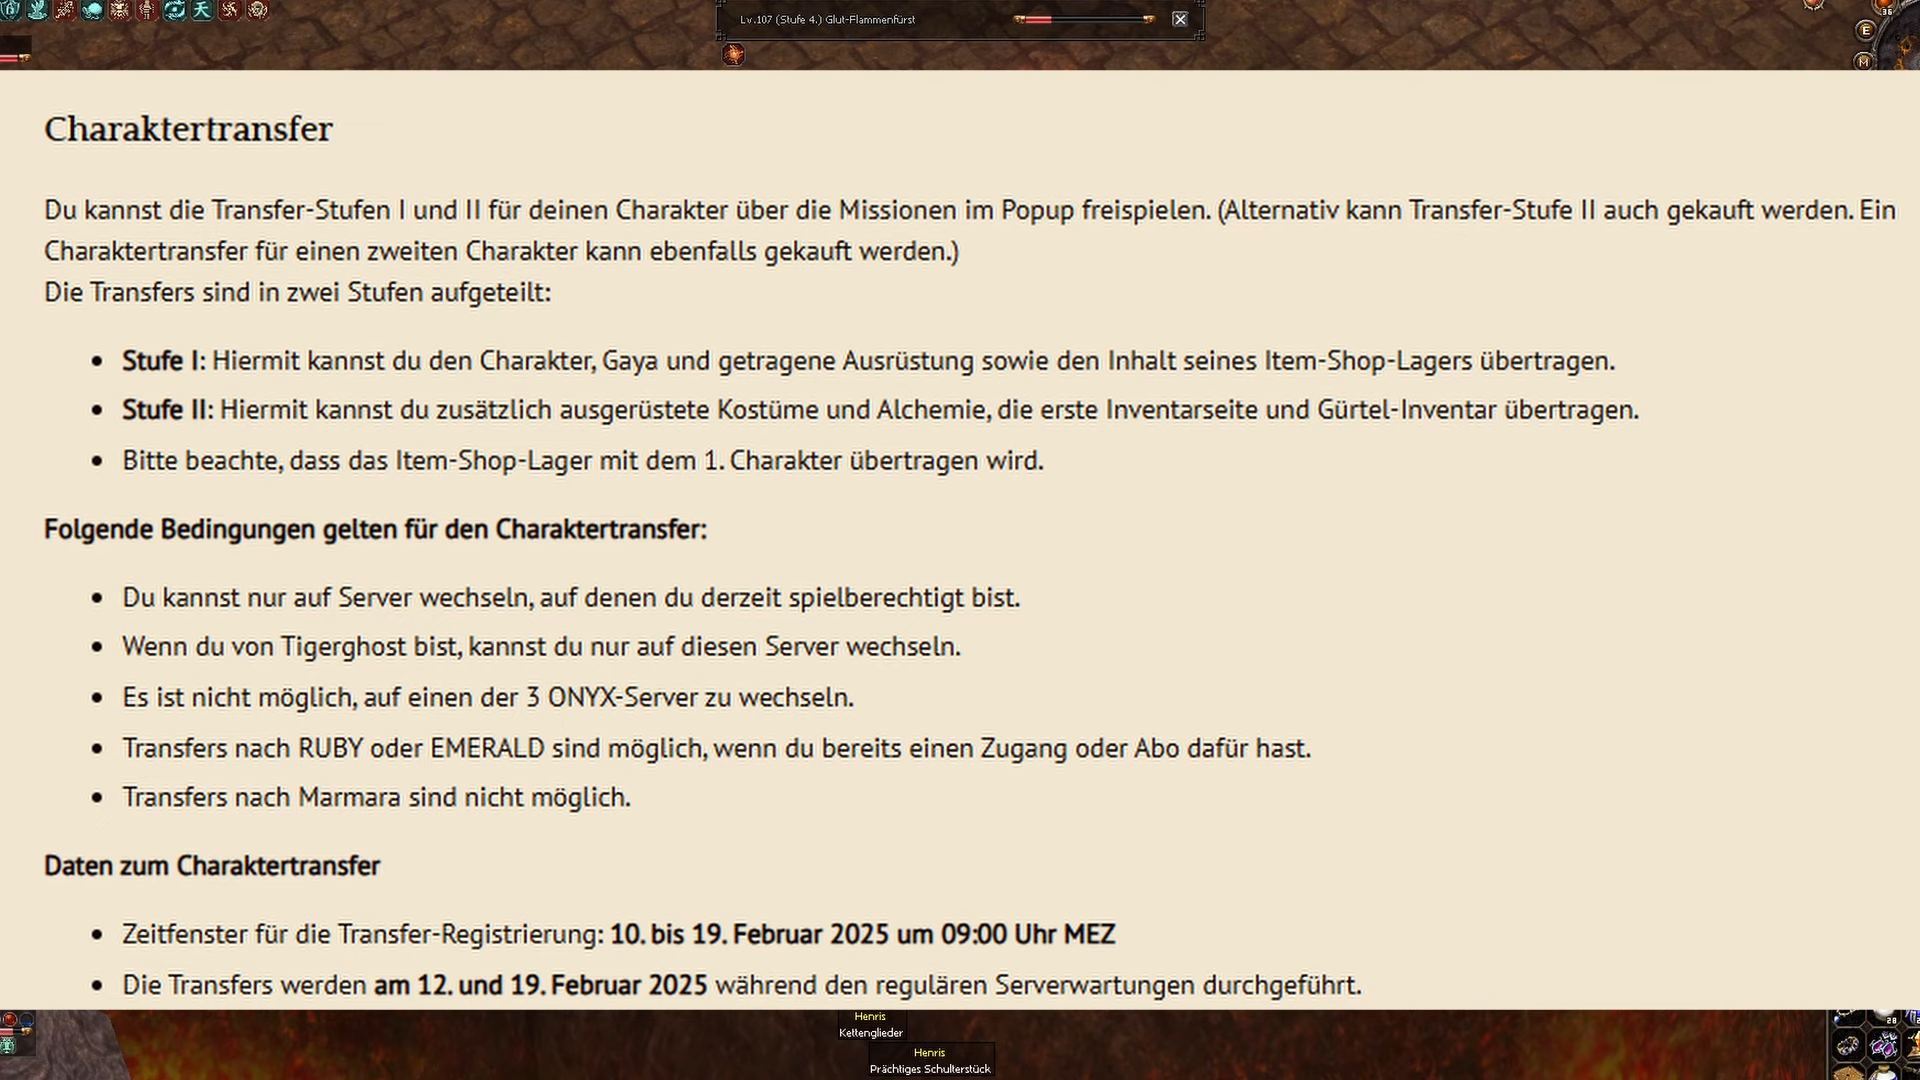 Lv.107 (Stufe 4.) Glut-Flammenfürst
36
E
M
Charaktertransfer
Du kannst die Transfer-Stufen I und II für deinen Charakter über die Missionen im Popup freispielen. (Alternativ kann Transfer-Stufe II auch gekauft werden. Ein
Charaktertransfer für einen zweiten Charakter kann ebenfalls gekauft werden.)
Die Transfers sind in zwei Stufen aufgeteilt:
• Stufe I: Hiermit kannst du den Charakter, Gaya und getragene Ausrüstung sowie den Inhalt seines Item-Shop-Lagers übertragen.
• Stufe II: Hiermit kannst du zusätzlich ausgerüstete Kostüme und Alchemie, die erste Inventarseite und Gürtel-Inventar übertragen.
• Bitte beachte, dass das Item-Shop-Lager mit dem 1. Charakter übertragen wird.
Folgende Bedingungen gelten für den Charaktertransfer:
• Du kannst nur auf Server wechseln, auf denen du derzeit spielberechtigt bist.
• Wenn du von Tigerghost bist, kannst du nur auf diesen Server wechseln.
• Es ist nicht möglich, auf einen der 3 ONYX-Server zu wechseln.
• Transfers nach RUBY oder EMERALD sind möglich, wenn du bereits einen Zugang oder Abo dafür hast.
• Transfers nach Marmara sind nicht möglich.
Daten zum Charaktertransfer
• Zeitfenster für die Transfer-Registrierung: 10. bis 19. Februar 2025 um 09:00 Uhr MEZ
• Die Transfers werden am 12. und 19. Februar 2025 während den regulären Serverwartungen durchgeführt.
Henris
Kettenglieder
Henris
Prächtiges Schulterstück
28